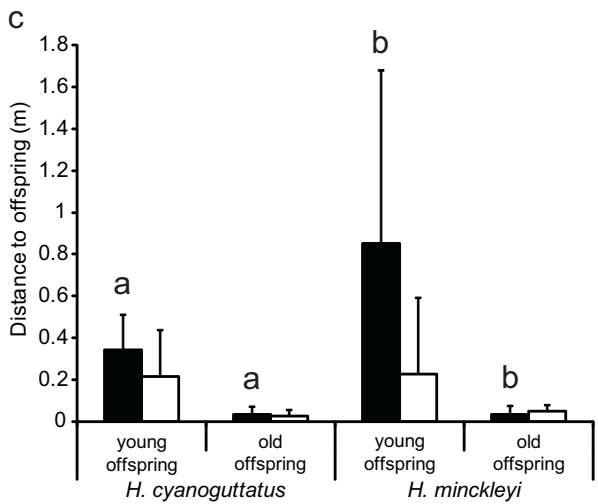 c
Distance to offspring (m)
1.8
1.6
1.4
1.2
1
0.8
0.6
0.4
0.2
0
a
a
b
b
young offspring
old offspring
young offspring
old offspring
H. cyanoguttatus
H. minckleyi